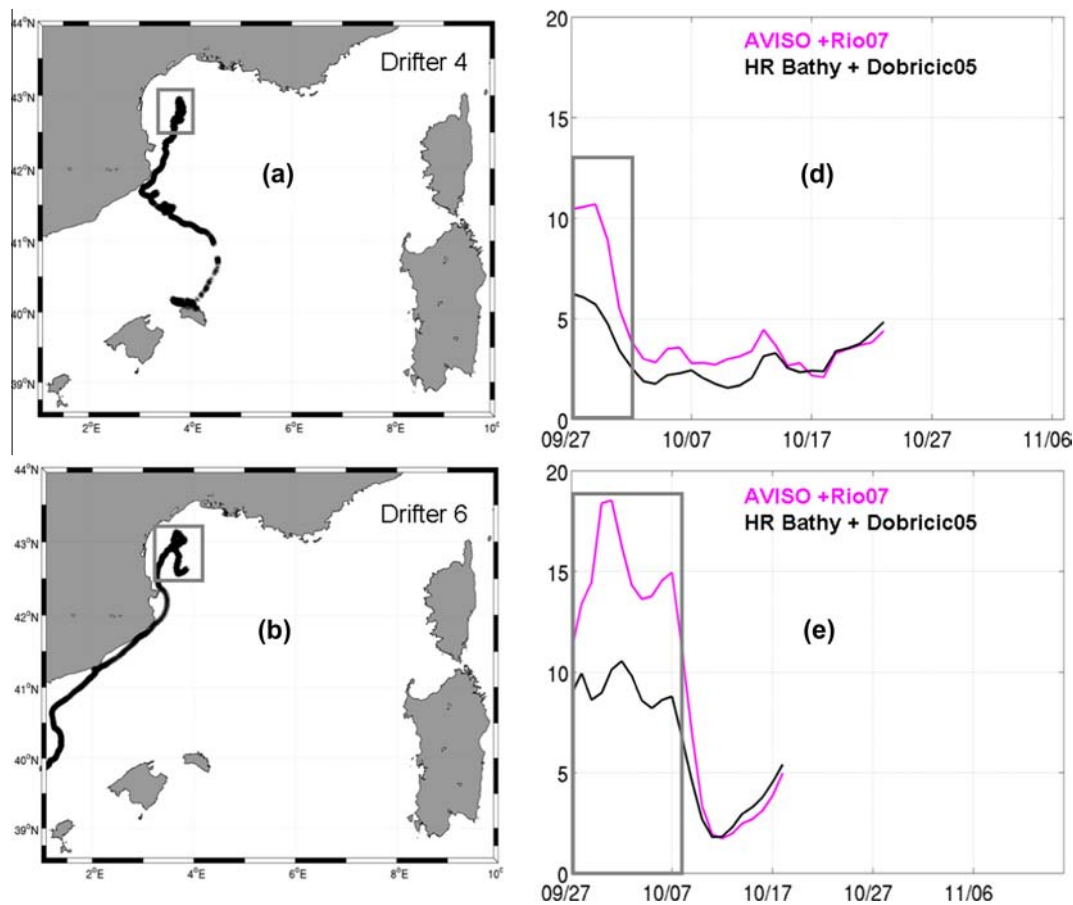 44°N
Drifter 4
43°N
42°N
(a)
41°N
40°N
39°N
2°E 4°E 6°E 8°E 10°
20
AVISO +Rio07
HR Bathy + Dobricic05
15
(d)
10
5
0
09/27 10/07 10/17 10/27 11/06
44°N
Drifter 6
43°N
42°N
(b)
41°N
40°N
39°N
2°E 4°E 6°E 8°E 10°
20
AVISO +Rio07
HR Bathy + Dobricic05
15
(e)
10
5
0
09/27 10/07 10/17 10/27 11/06